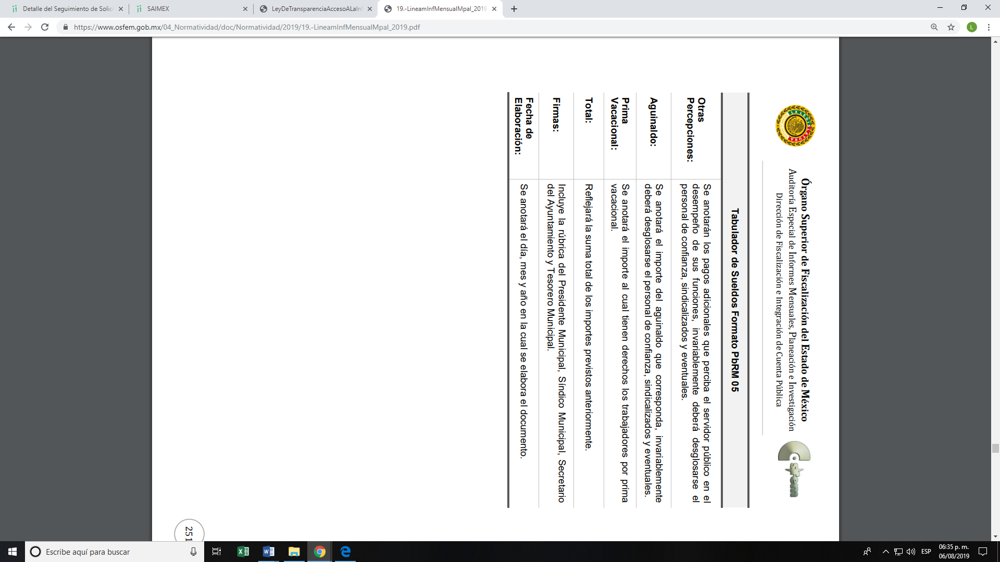 Detalle del Seguimiento de Solici
SAIMEX
LeyDeTransparenciaAccesoALaInf
19.-LineamInfMensualMpal_2019
https://www.osfem.gob.mx/04_Normatividad/doc/Normatividad/2019/19.-LineamInfMensualMpal_2019.pdf
L
LX LEGISLATURA
Órgano Superior de Fiscalización del Estado de México
Auditoría Especial de Informes Mensuales, Planeación e Investigación
Dirección de Fiscalización e Integración de Cuenta Pública
osfem
Tabulador de Sueldos Formato PbRM 05
Otras
Percepciones:
Se anotarán los pagos adicionales que perciba el servidor público en el
desempeño de sus funciones, invariablemente deberá desglosarse el
personal de confianza, sindicalizados y eventuales.
Aguinaldo:
Se anotará el importe del aguinaldo que corresponda, invariablemente
deberá desglosarse el personal de confianza, sindicalizados y eventuales.
Prima
Vacacional:
Se anotará el importe al cual tienen derechos los trabajadores por prima
vacacional.
Total:
Reflejará la suma total de los importes previstos anteriormente.
Firmas:
Incluye la rúbrica del Presidente Municipal, Síndico Municipal, Secretario
del Ayuntamiento y Tesorero Municipal.
Fecha de
Elaboración:
Se anotará el día, mes y año en la cual se elabora el documento.
251
Escribe aquí para buscar
ESP
06:35 p. m.
06/08/2019